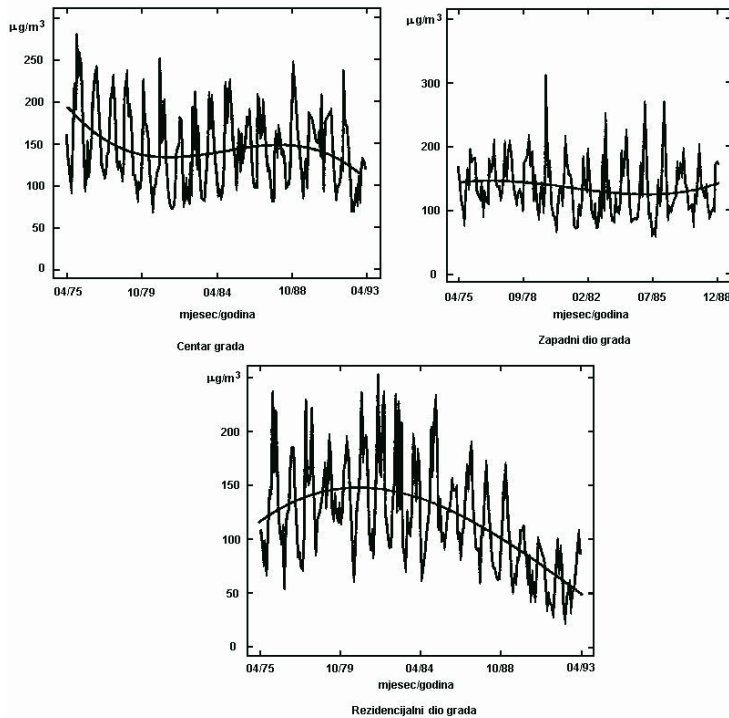 µg/m³
250
200
150
100
50
0
04/75 10/79 04/84 10/88 04/93
mjesec/godina
Centar grada
µg/m³
400
300
200
100
0
04/75 09/78 02/82 07/85 12/88
mjesec/godina
Zapadni dio grada
µg/m³
200
150
100
50
0
04/75 10/79 04/84 10/88 04/93
mjesec/godina
Rezidencijalni dio grada